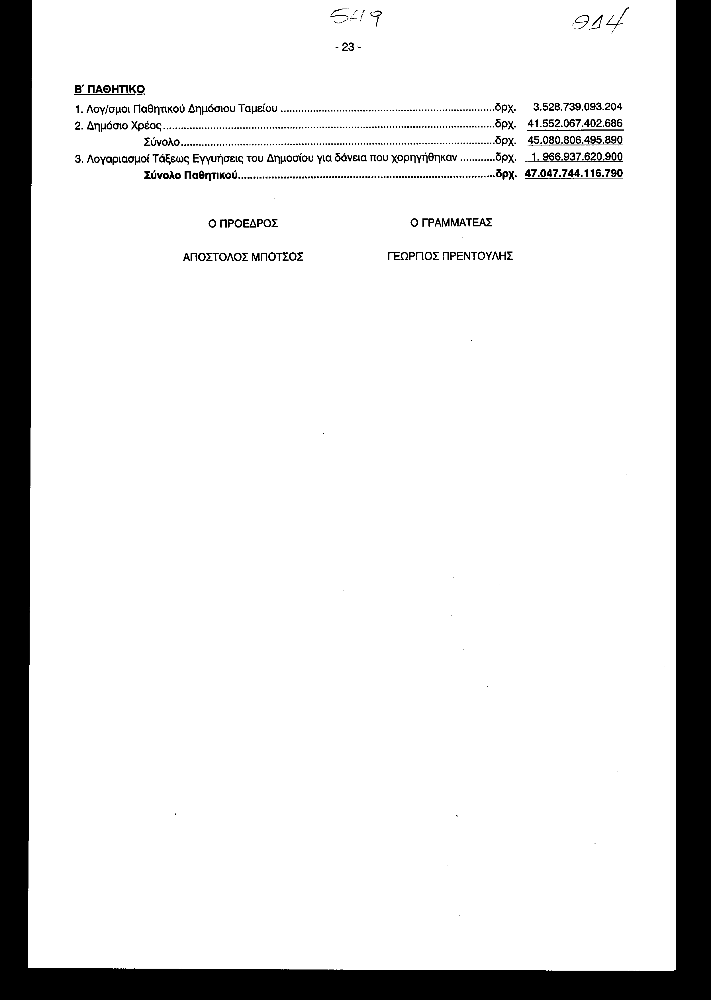 549
914
- 23 -
Β΄ ΠΑΘΗΤΙΚΟ
1. Λογ/σμοι Παθητικού Δημόσιου Ταμείου ..........δρχ. 3.528.739.093.204
2. Δημόσιο Χρέος..........δρχ. 41.552.067.402.686
Σύνολο..........δρχ. 45.080.806.495.890
3. Λογαριασμοί Τάξεως Εγγυήσεις του Δημοσίου για δάνεια που χορηγήθηκαν ..........δρχ. 1. 966.937.620.900
Σύνολο Παθητικού..........δρχ. 47.047.744.116.790
Ο ΠΡΟΕΔΡΟΣ Ο ΓΡΑΜΜΑΤΕΑΣ
ΑΠΟΣΤΟΛΟΣ ΜΠΟΤΣΟΣ ΓΕΩΡΓΙΟΣ ΠΡΕΝΤΟΥΛΗΣ